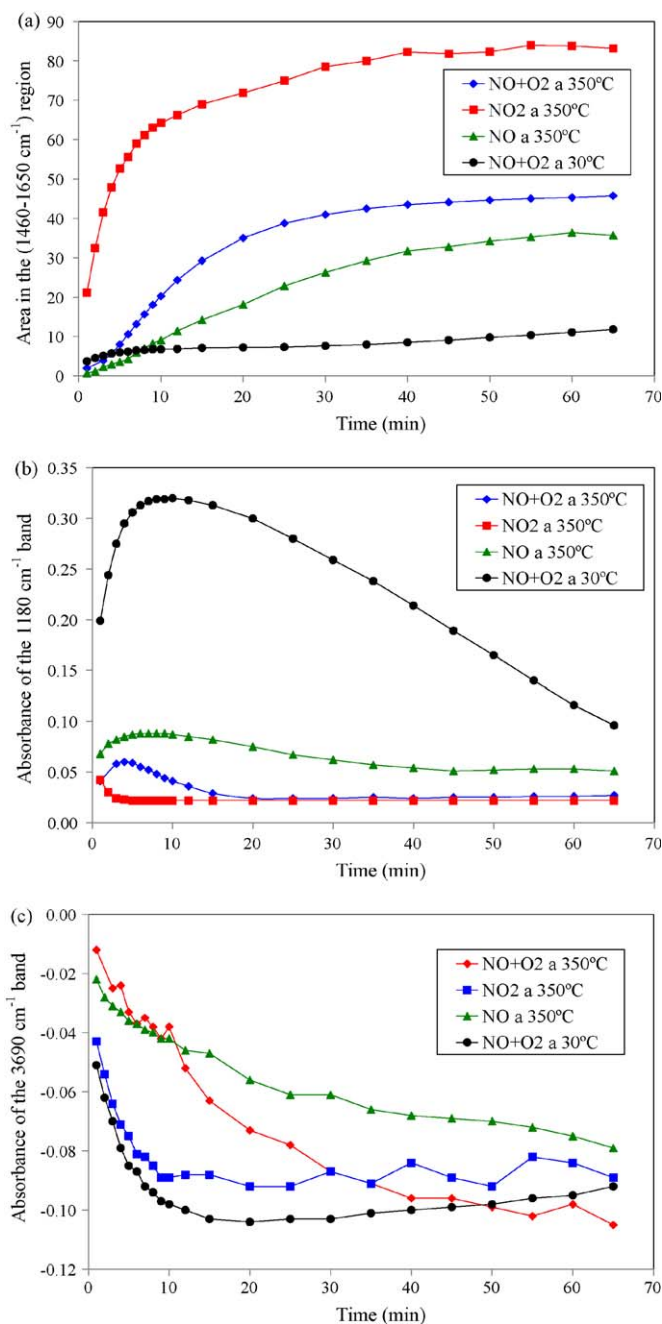 (a)
90
80
70
60
50
40
30
20
10
0
Area in the (1460-1650 cm⁻¹) region
NO+O2 a 350ºC
NO2 a 350ºC
NO a 350ºC
NO+O2 a 30ºC
0 10 20 30 40 50 60 70
Time (min)
(b)
0.35
0.30
0.25
0.20
0.15
0.10
0.05
0.00
Absorbance of the 1180 cm⁻¹ band
NO+O2 a 350ºC
NO2 a 350ºC
NO a 350ºC
NO+O2 a 30ºC
0 10 20 30 40 50 60 70
Time (min)
(c)
0.00
-0.02
-0.04
-0.06
-0.08
-0.10
-0.12
Absorbance of the 3690 cm⁻¹ band
NO+O2 a 350ºC
NO2 a 350ºC
NO a 350ºC
NO+O2 a 30ºC
0 10 20 30 40 50 60 70
Time (min)